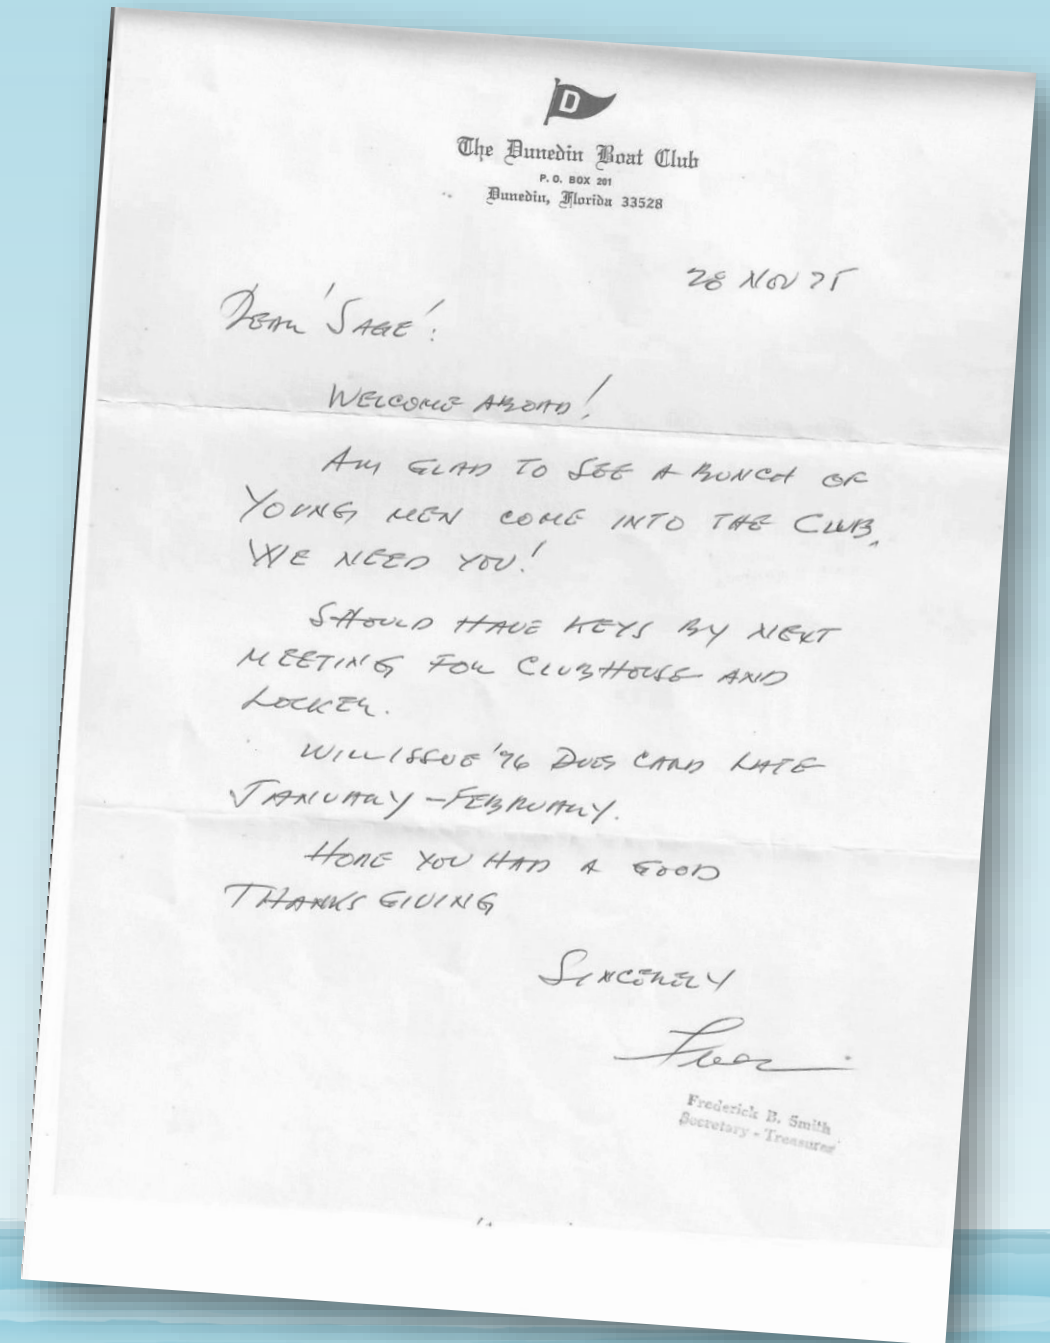 D
The Dunedin Boat Club
P. O. BOX 201
Dunedin, Florida 33528
28 NOV 75
DEAR 'SAGE'!
WELCOME ABOARD!
AM GLAD TO SEE A BUNCH OF
YOUNG MEN COME INTO THE CLUB.
WE NEED YOU!
SHOULD HAVE KEYS BY NEXT
MEETING FOR CLUBHOUSE AND
LOCKER.
WILL ISSUE '76 DUES CARD LATE
JANUARY - FEBRUARY.
HOPE YOU HAD A GOOD
THANKSGIVING
SINCERELY
Fred
Frederick B. Smith
Secretary - Treasurer